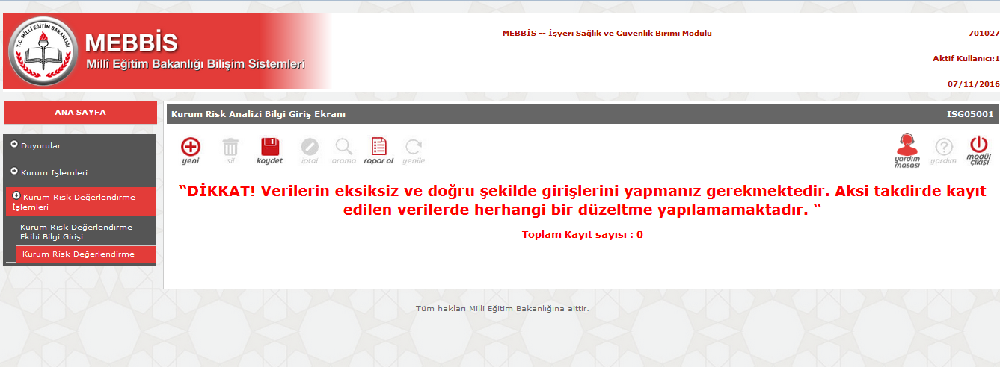 T.C. MİLLİ EĞİTİM BAKANLIĞI
MEBBİS
Millî Eğitim Bakanlığı Bilişim Sistemleri
MEBBİS -- İşyeri Sağlık ve Güvenlik Birimi Modülü
701027
Aktif Kullanıcı:1
07/11/2016
ANA SAYFA
Duyurular
Kurum İşlemleri
Kurum Risk Değerlendirme
İşlemleri
Kurum Risk Değerlendirme
Ekibi Bilgi Girişi
Kurum Risk Değerlendirme
Kurum Risk Analizi Bilgi Giriş Ekranı
ISG05001
yeni
sil
kaydet
iptal
arama
rapor al
yenile
yardım
masası
yardım
modül
çıkışı
“DİKKAT! Verilerin eksiksiz ve doğru şekilde girişlerini yapmanız gerekmektedir. Aksi takdirde kayıt
edilen verilerde herhangi bir düzeltme yapılamamaktadır. “
Toplam Kayıt sayısı : 0
Tüm hakları Milli Eğitim Bakanlığına aittir.